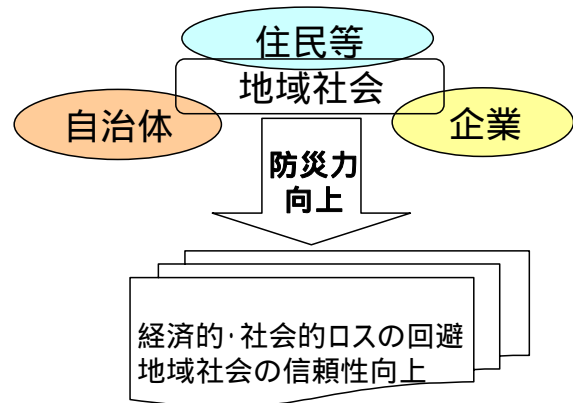 住民等
地域社会
自治体
企業
防災力
向上
経済的・社会的ロスの回避
地域社会の信頼性向上